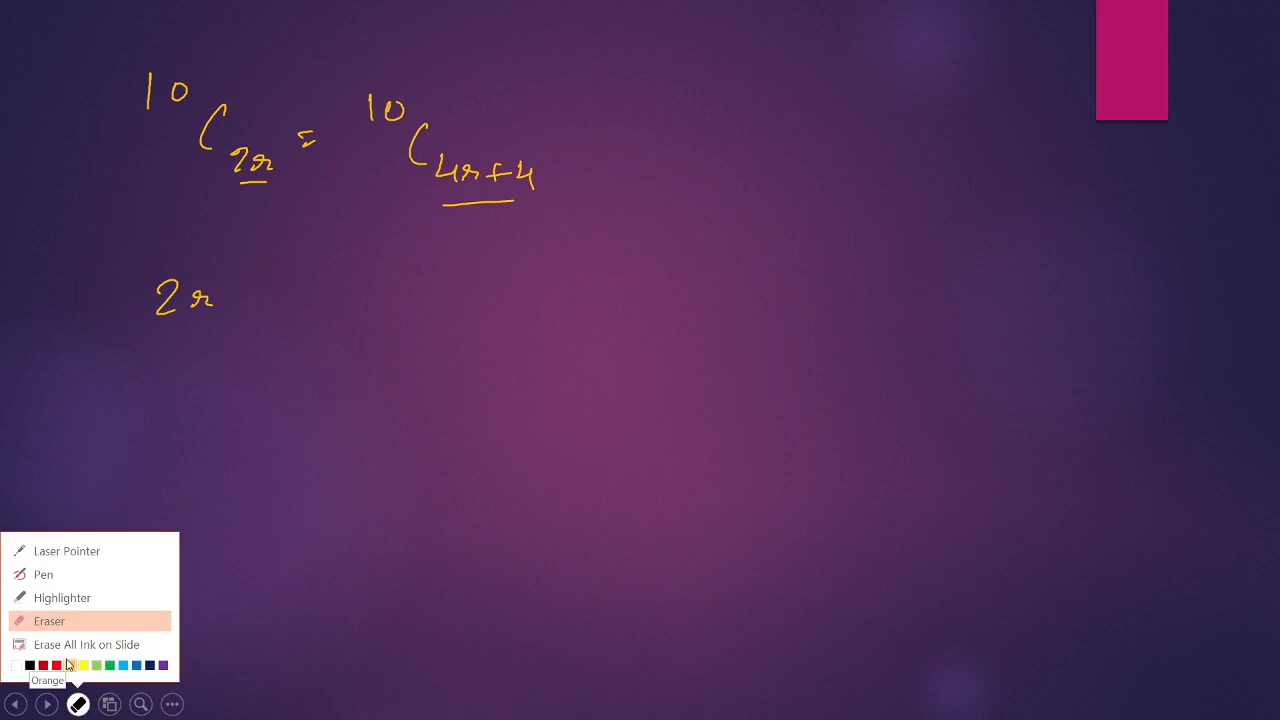 ¹⁰C₂ᵣ = ¹⁰C₄ᵣ₊₄
2r
Laser Pointer
Pen
Highlighter
Eraser
Erase All Ink on Slide
Orange